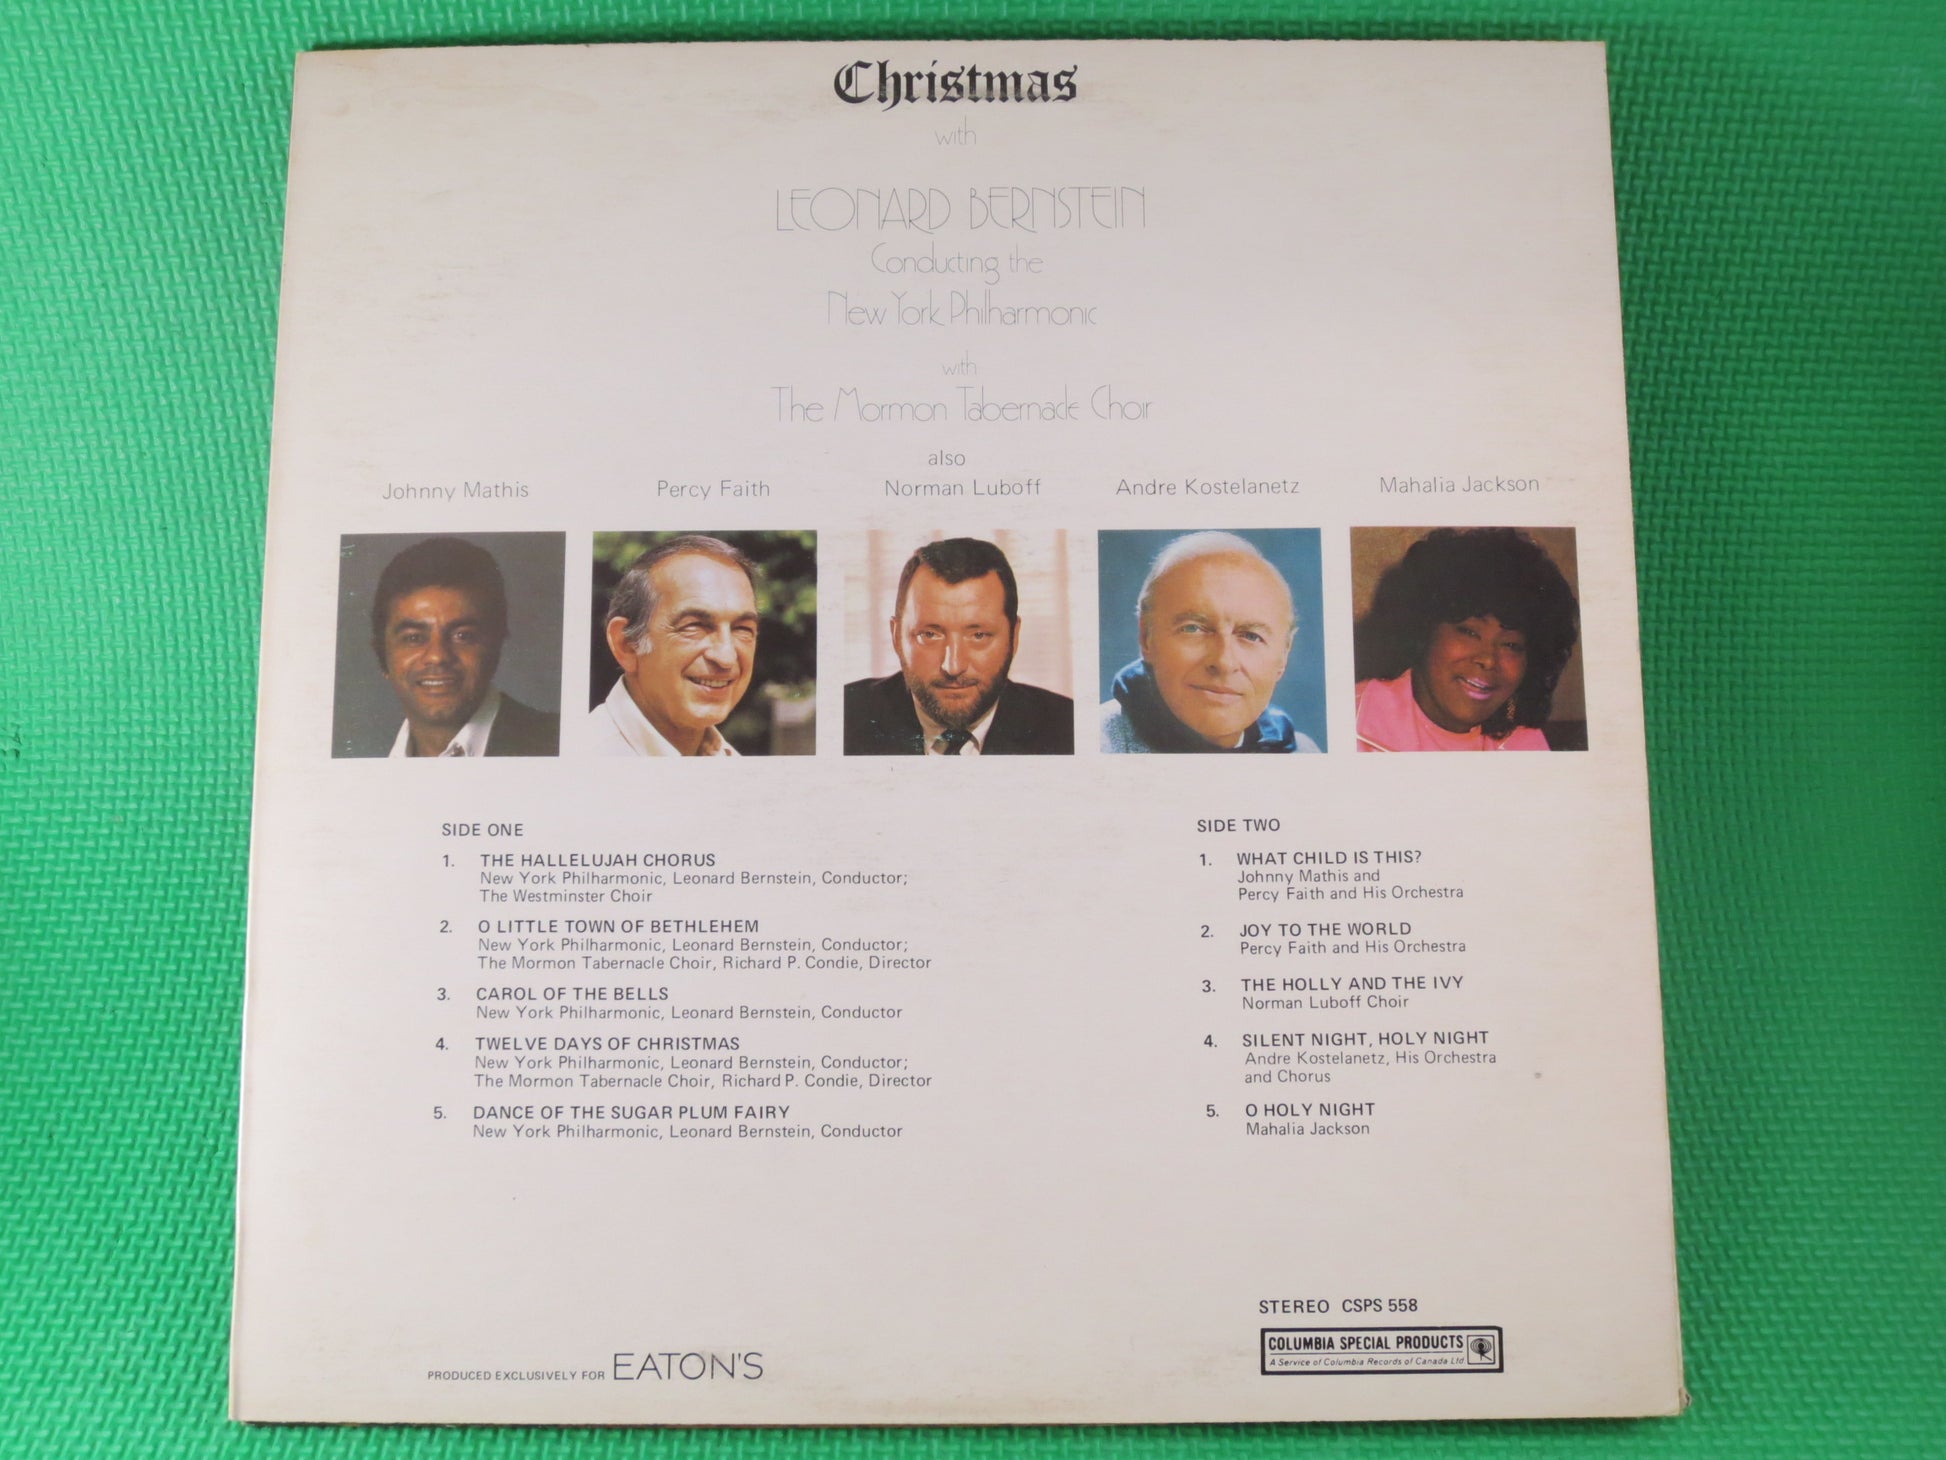 Christmas
with
LEONARD BERNSTEIN
Conducting the
New York Philharmonic
with
The Mormon Tabernacle Choir
also
Johnny Mathis
Percy Faith
Norman Luboff
Andre Kostelanetz
Mahalia Jackson
SIDE ONE
1. THE HALLELUJAH CHORUS
New York Philharmonic, Leonard Bernstein, Conductor;
The Westminster Choir
2. O LITTLE TOWN OF BETHLEHEM
New York Philharmonic, Leonard Bernstein, Conductor;
The Mormon Tabernacle Choir, Richard P. Condie, Director
3. CAROL OF THE BELLS
New York Philharmonic, Leonard Bernstein, Conductor
4. TWELVE DAYS OF CHRISTMAS
New York Philharmonic, Leonard Bernstein, Conductor;
The Mormon Tabernacle Choir, Richard P. Condie, Director
5. DANCE OF THE SUGAR PLUM FAIRY
New York Philharmonic, Leonard Bernstein, Conductor
SIDE TWO
1. WHAT CHILD IS THIS?
Johnny Mathis and
Percy Faith and His Orchestra
2. JOY TO THE WORLD
Percy Faith and His Orchestra
3. THE HOLLY AND THE IVY
Norman Luboff Choir
4. SILENT NIGHT, HOLY NIGHT
Andre Kostelanetz, His Orchestra
and Chorus
5. O HOLY NIGHT
Mahalia Jackson
STEREO CSPS 558
COLUMBIA SPECIAL PRODUCTS
A Service of Columbia Records of Canada Ltd
PRODUCED EXCLUSIVELY FOR EATON'S